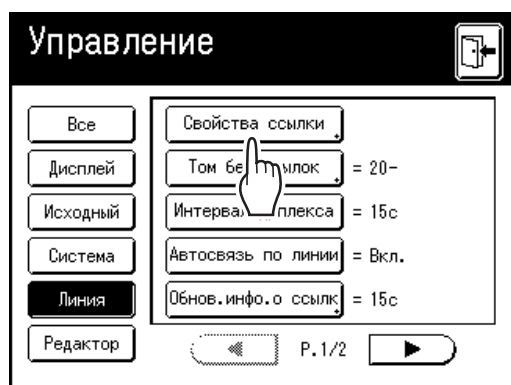 Управление
Все
Дисплей
Исходный
Система
Линия
Редактор
Свойства ссылки
Том = 20-
Интервал = 15с
Автосвязь по линии = Вкл.
Обнов.инфо.о ссылк = 15с
P.1/2